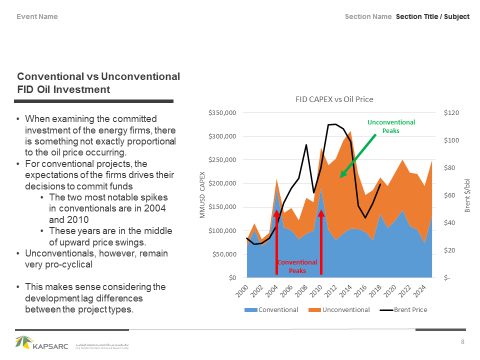 Event Name
Section Name Section Title / Subject
Conventional vs Unconventional
FID Oil Investment
• When examining the committed
investment of the energy firms, there
is something not exactly proportional
to the oil price occurring.
• For conventional projects, the
expectations of the firms drives their
decisions to commit funds
• The two most notable spikes
in conventionals are in 2004
and 2010
• These years are in the middle
of upward price swings.
• Unconventionals, however, remain
very pro-cyclical
• This makes sense considering the
development lag differences
between the project types.
FID CAPEX vs Oil Price
MMUSD CAPEX
$350,000
$300,000
$250,000
$200,000
$150,000
$100,000
$50,000
$0
Unconventional
Peaks
Conventional
Peaks
$120
$100
$80
$60
$40
$20
$-
Brent $/bbl
2000 2002 2004 2006 2008 2010 2012 2014 2016 2018 2020 2022 2024
Conventional Unconventional Brent Price
KAPSARC
8